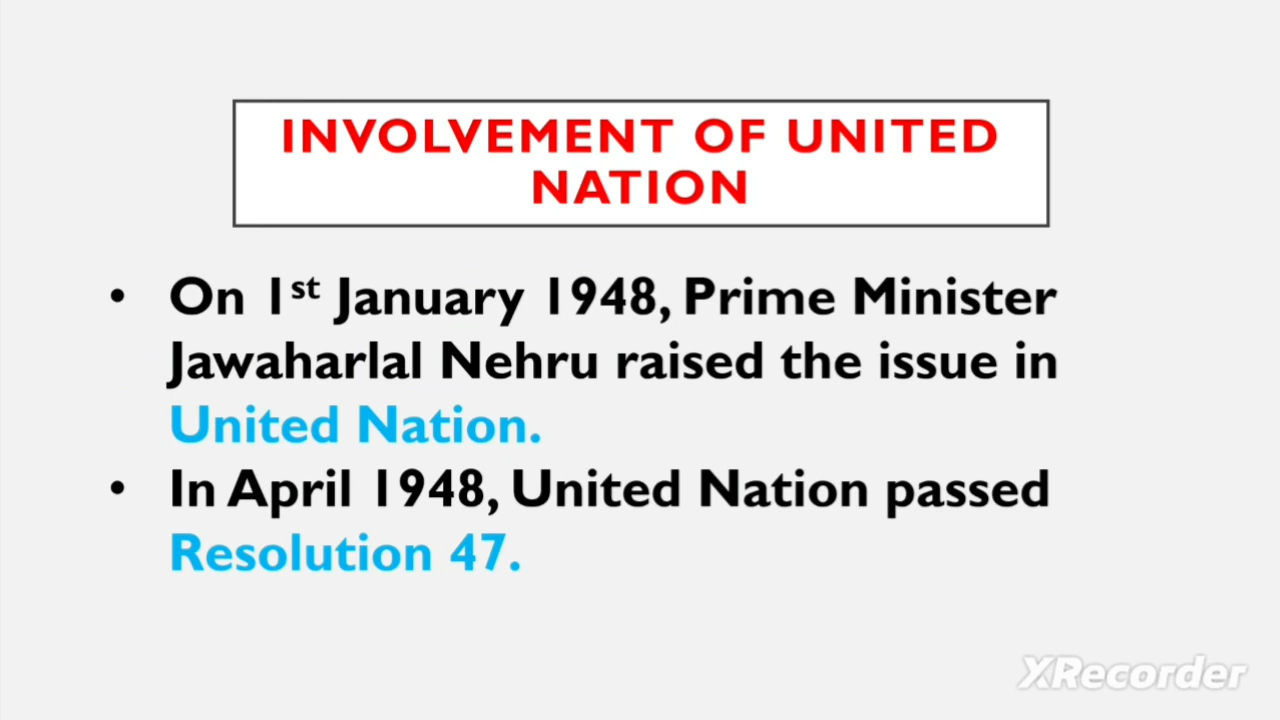 INVOLVEMENT OF UNITED
NATION
• On 1st January 1948, Prime Minister
Jawaharlal Nehru raised the issue in
United Nation.
• In April 1948, United Nation passed
Resolution 47.
XRecorder